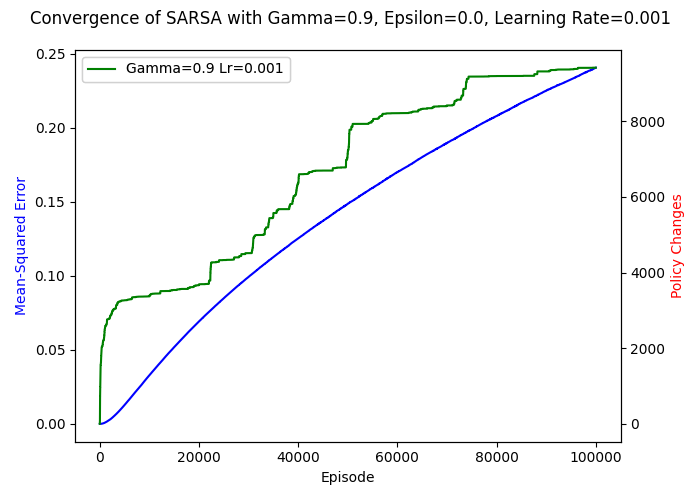 Convergence of SARSA with Gamma=0.9, Epsilon=0.0, Learning Rate=0.001
Gamma=0.9 Lr=0.001
Mean-Squared Error
0.25
0.20
0.15
0.10
0.05
0.00
8000
6000
4000
2000
0
Policy Changes
0 20000 40000 60000 80000 100000
Episode